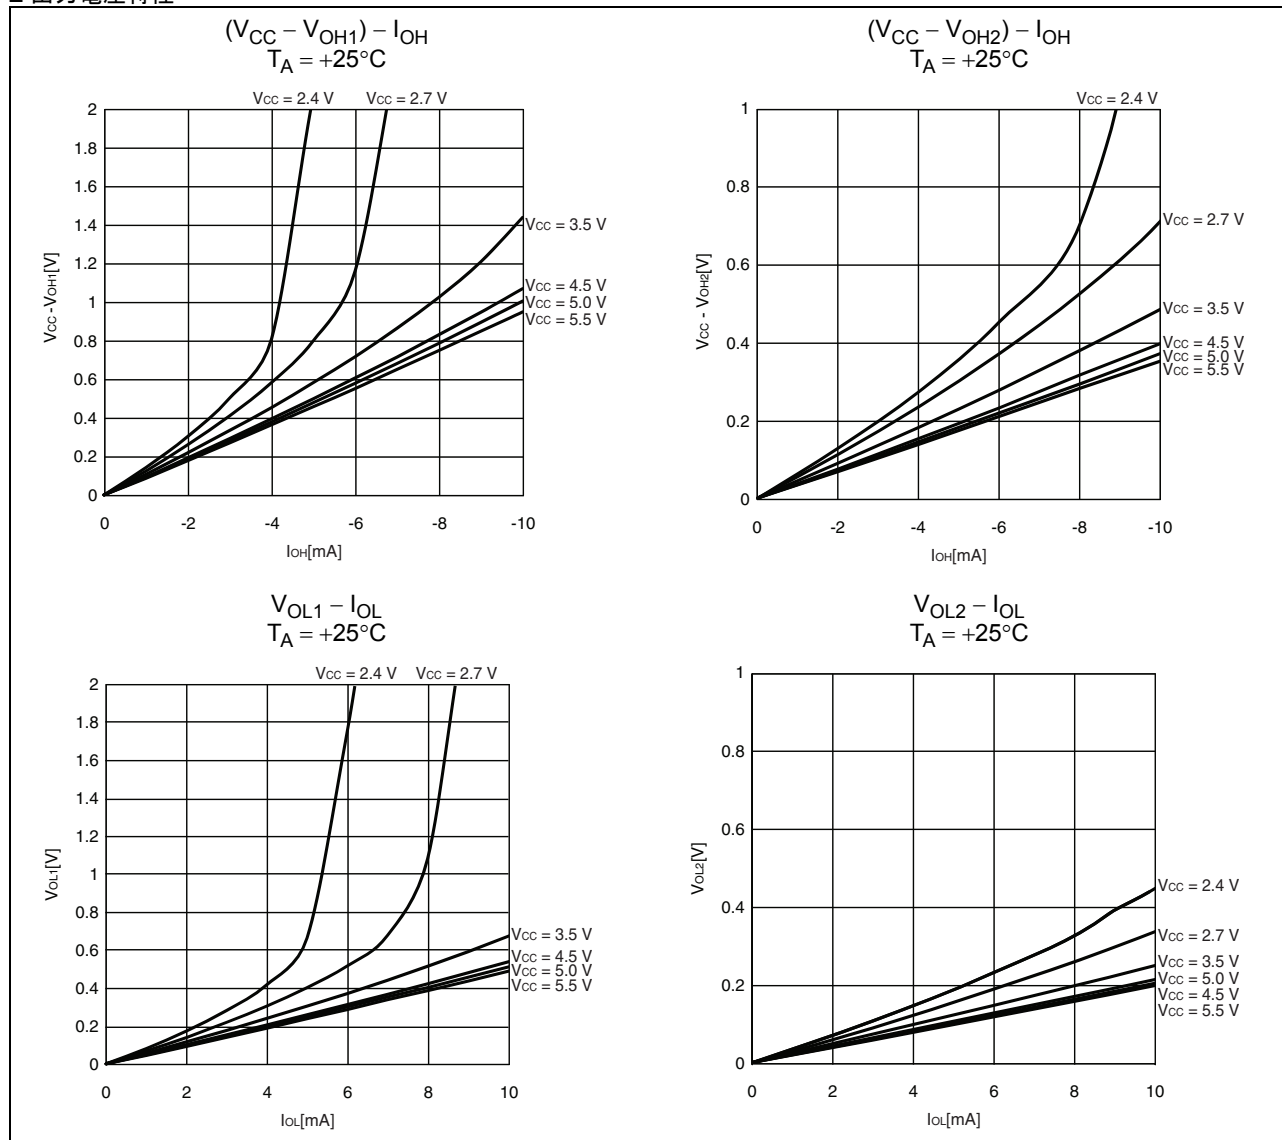 (VCC − VOH1) − IOH
TA = +25°C
VCC = 2.4 V
VCC = 2.7 V
2
1.8
1.6
1.4
1.2
1
0.8
0.6
0.4
0.2
0
VCC -VOH1[V]
VCC = 3.5 V
VCC = 4.5 V
VCC = 5.0 V
VCC = 5.5 V
0 -2 -4 -6 -8 -10
IOH[mA]
(VCC − VOH2) − IOH
TA = +25°C
VCC = 2.4 V
1
0.8
0.6
0.4
0.2
0
VCC - VOH2[V]
VCC = 2.7 V
VCC = 3.5 V
VCC = 4.5 V
VCC = 5.0 V
VCC = 5.5 V
0 -2 -4 -6 -8 -10
IOH[mA]
VOL1 − IOL
TA = +25°C
VCC = 2.4 V
VCC = 2.7 V
2
1.8
1.6
1.4
1.2
1
0.8
0.6
0.4
0.2
0
VOL1[V]
VCC = 3.5 V
VCC = 4.5 V
VCC = 5.0 V
VCC = 5.5 V
0 2 4 6 8 10
IOL[mA]
VOL2 − IOL
TA = +25°C
1
0.8
0.6
0.4
0.2
0
VOL2[V]
VCC = 2.4 V
VCC = 2.7 V
VCC = 3.5 V
VCC = 5.0 V
VCC = 4.5 V
VCC = 5.5 V
0 2 4 6 8 10
IOL[mA]